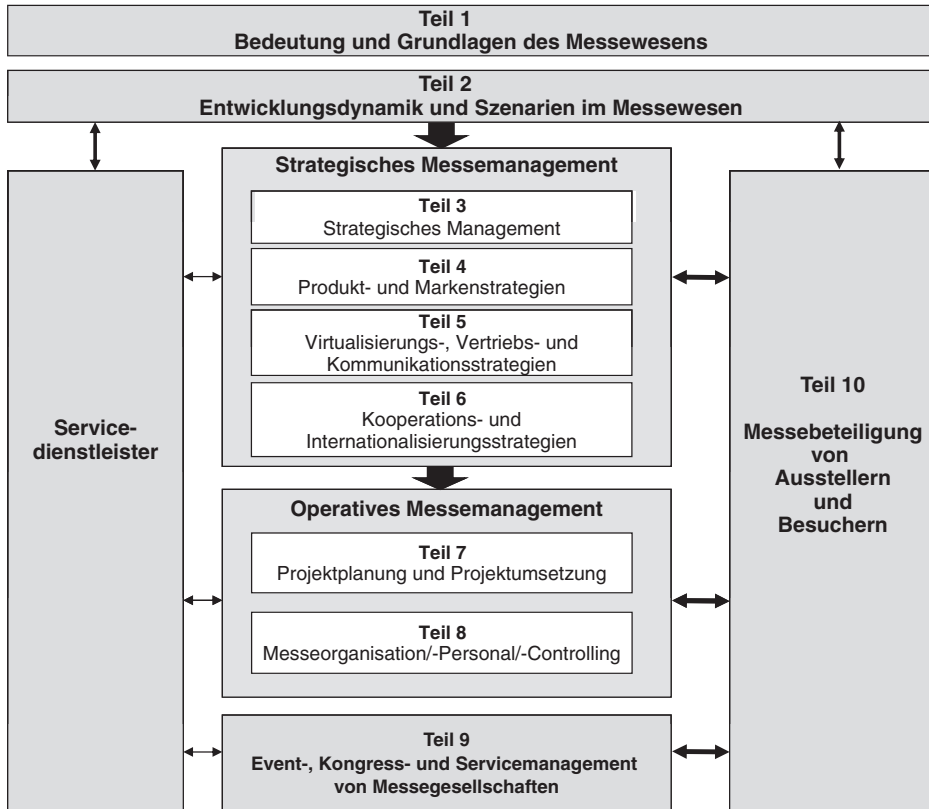 Teil 1
Bedeutung und Grundlagen des Messewesens
Teil 2
Entwicklungsdynamik und Szenarien im Messewesen
Strategisches Messemanagement
Teil 3
Strategisches Management
Teil 4
Produkt- und Markenstrategien
Teil 5
Virtualisierungs-, Vertriebs- und
Kommunikationsstrategien
Teil 6
Kooperations- und
Internationalisierungsstrategien
Service-
dienstleister
Teil 10
Messebeteiligung
von
Ausstellern
und
Besuchern
Operatives Messemanagement
Teil 7
Projektplanung und Projektumsetzung
Teil 8
Messeorganisation/-Personal/-Controlling
Teil 9
Event-, Kongress- und Servicemanagement
von Messegesellschaften